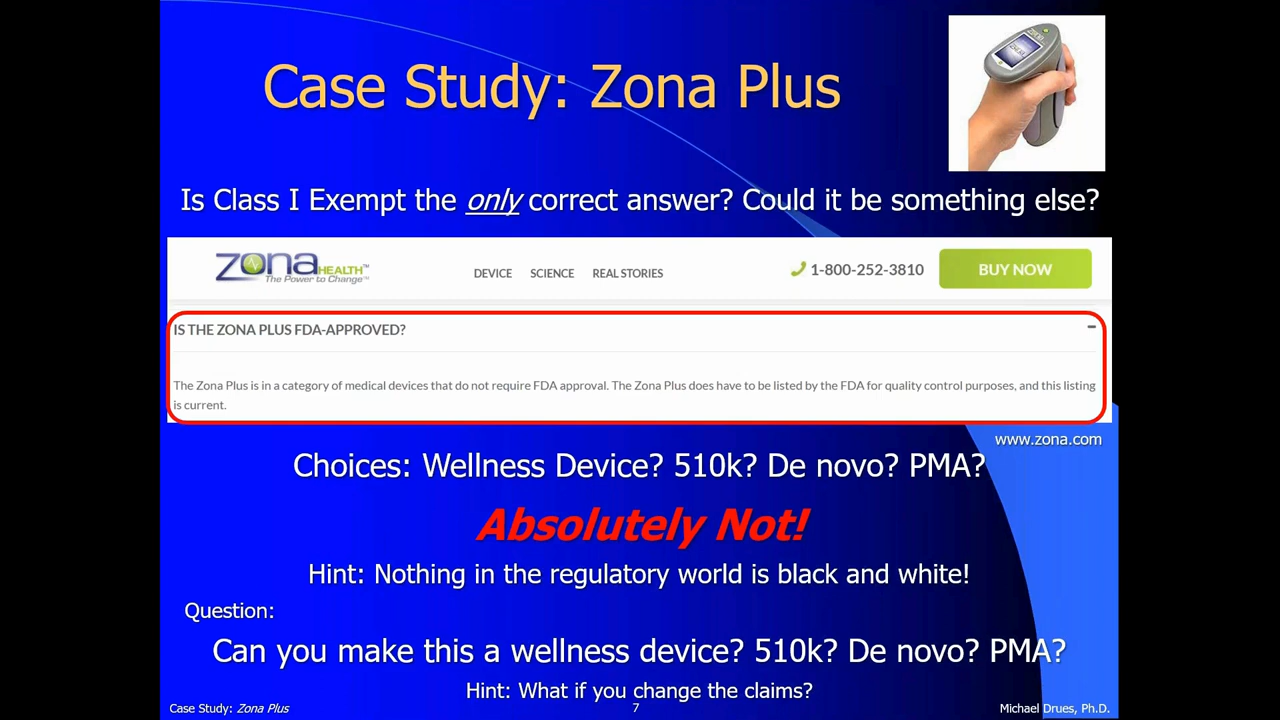 Case Study: Zona Plus
Is Class I Exempt the only correct answer? Could it be something else?
zona HEALTH™
The Power to Change™
DEVICE SCIENCE REAL STORIES
1-800-252-3810
BUY NOW
IS THE ZONA PLUS FDA-APPROVED?
The Zona Plus is in a category of medical devices that do not require FDA approval. The Zona Plus does have to be listed by the FDA for quality control purposes, and this listing
is current.
www.zona.com
Choices: Wellness Device? 510k? De novo? PMA?
Absolutely Not!
Hint: Nothing in the regulatory world is black and white!
Question:
Can you make this a wellness device? 510k? De novo? PMA?
Hint: What if you change the claims?
Case Study: Zona Plus
7
Michael Drues, Ph.D.